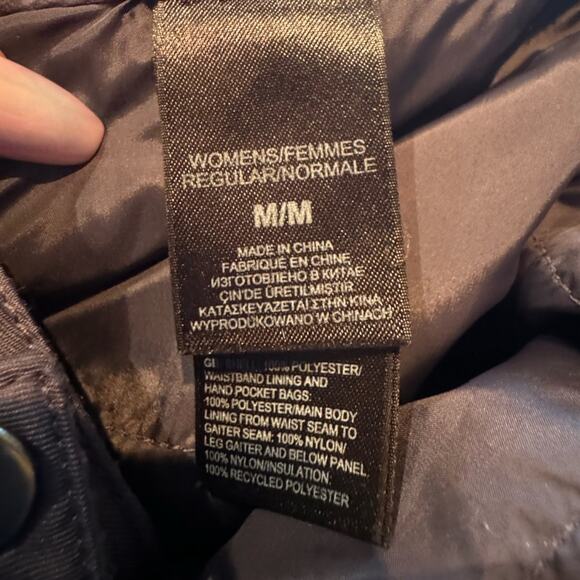 WOMENS/FEMMES
REGULAR/NORMALE
M/M
MADE IN CHINA
FABRIQUÉ EN CHINE
ИЗГОТОВЛЕНО В КИТАЕ
ÇIN'DE ÜRETILMIŞTIR
ΚΑΤΑΣΚΕΥΑΖΕΤΑΙ ΣΤΗΝ ΚΙΝΑ
WYPRODUKOWANO W CHINACH
100% POLYESTER/
WAISTBAND LINING AND
HAND POCKET BAGS:
100% POLYESTER/MAIN BODY
LINING FROM WAIST SEAM TO
GAITER SEAM: 100% NYLON/
LEG GAITER AND BELOW PANEL.
100% NYLON/INSULATION:
100% RECYCLED POLYESTER